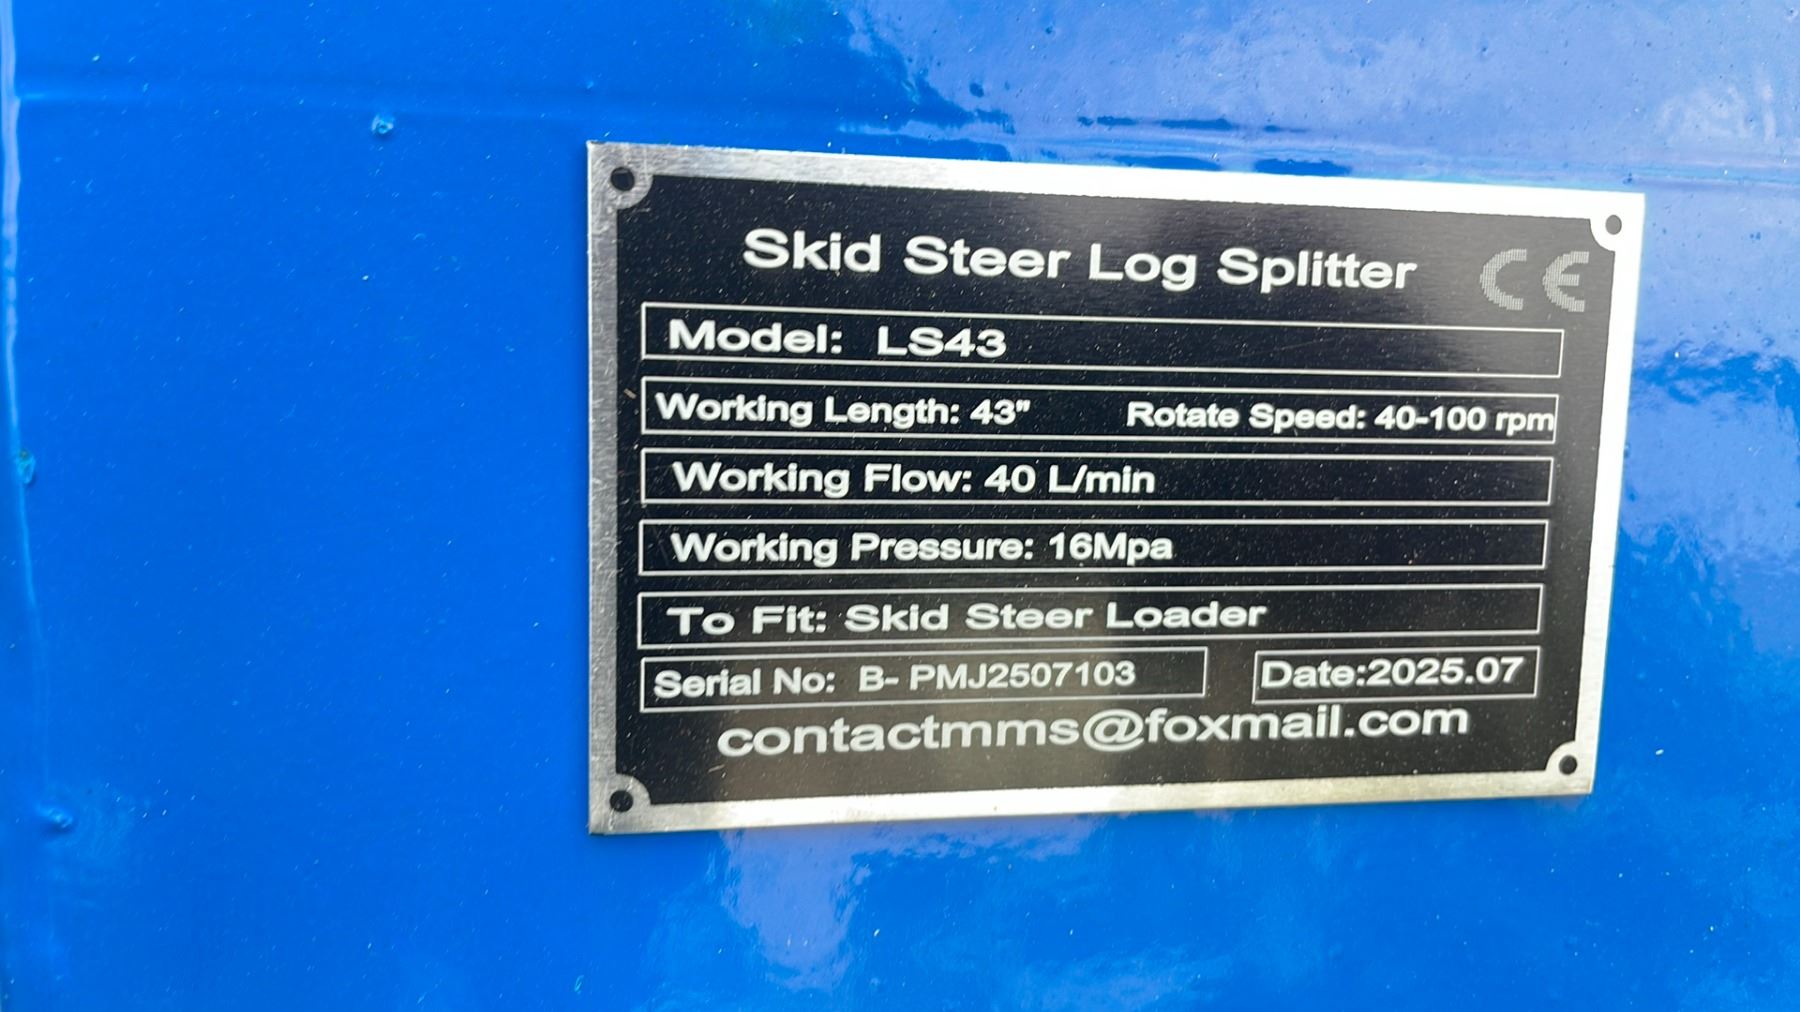 Skid Steer Log Splitter CE
Model: LS43
Working Length: 43" Rotate Speed: 40-100 rpm
Working Flow: 40 L/min
Working Pressure: 16Mpa
To Fit: Skid Steer Loader
Serial No: B- PMJ2507103 Date:2025.07
contactmms@foxmail.com